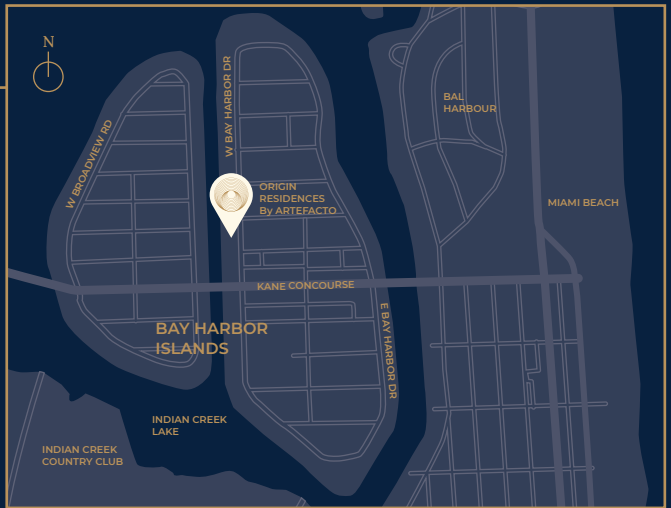 N
W BROADVIEW RD
W BAY HARBOR DR
BAL
HARBOUR
ORIGIN
RESIDENCES
By ARTEFACTO
MIAMI BEACH
KANE CONCOURSE
BAY HARBOR
ISLANDS
E BAY HARBOR DR
INDIAN CREEK
LAKE
INDIAN CREEK
COUNTRY CLUB